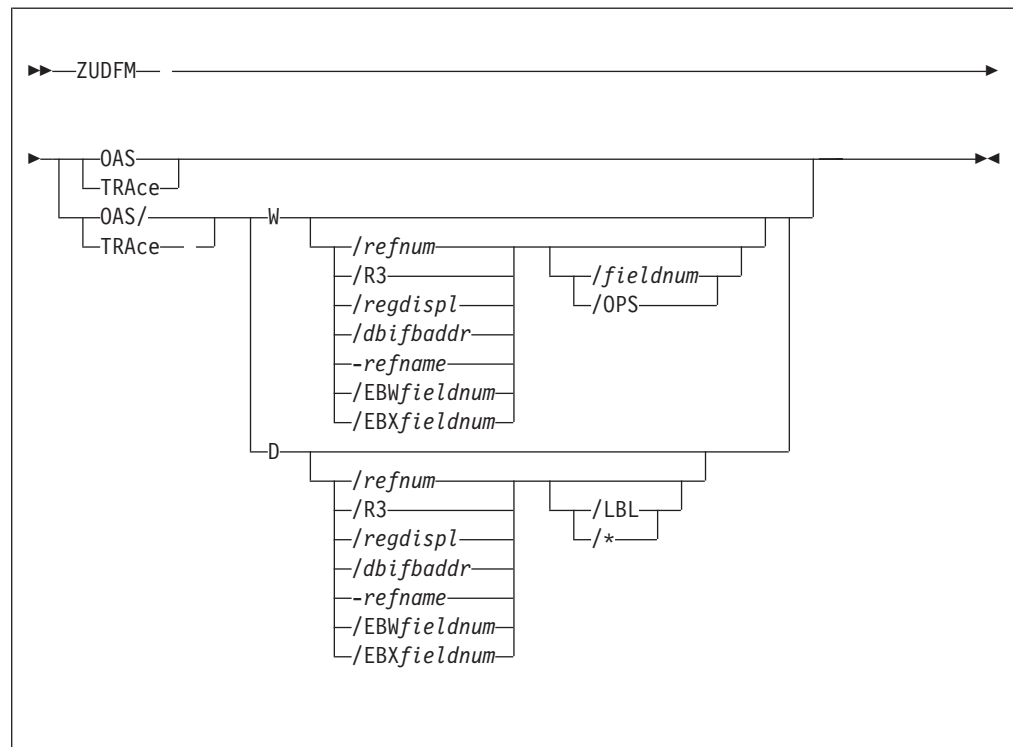 ZUDFM
OAS
TRAce
OAS/ W
TRAce
/refnum
/R3 /fieldnum
/regdispl /OPS
/dbifbaddr
-refname
/EBWfieldnum
/EBXfieldnum
D
/refnum
/R3 /LBL
/regdispl /*
/dbifbaddr
-refname
/EBWfieldnum
/EBXfieldnum